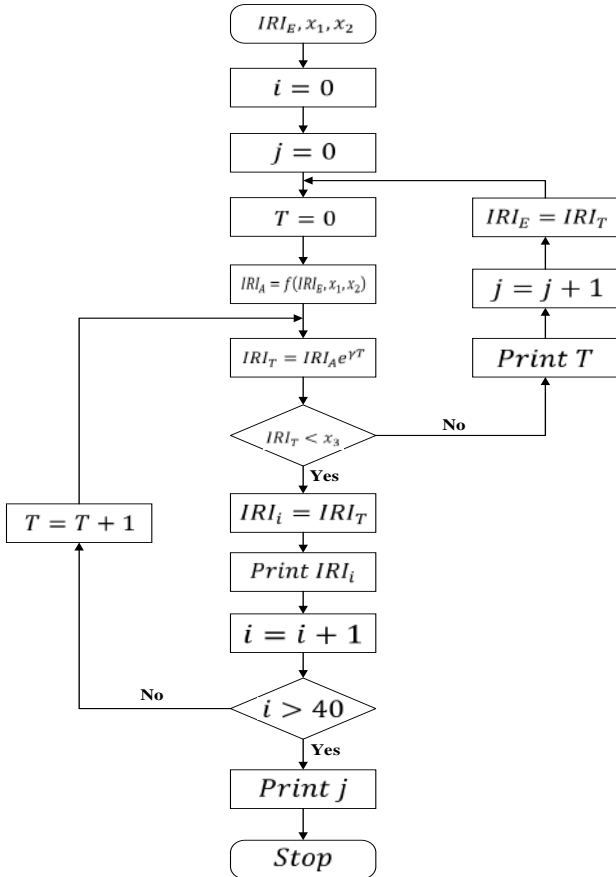 IRI_E, x_1, x_2
i = 0
j = 0
T = 0
IRI_E = IRI_T
IRI_A = f(IRI_E, x_1, x_2)
j = j + 1
IRI_T = IRI_A e^{γT}
Print T
IRI_T < x_3
No
Yes
T = T + 1
IRI_i = IRI_T
Print IRI_i
i = i + 1
No
i > 40
Yes
Print j
Stop